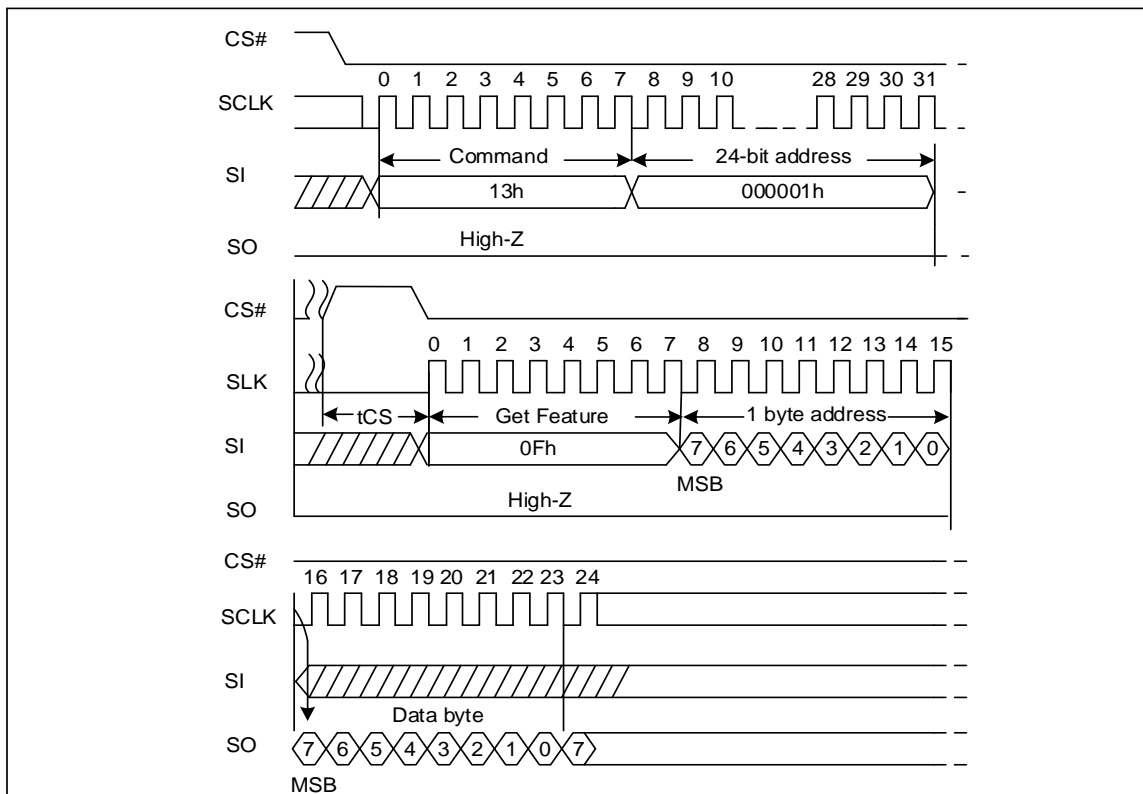 CS#
0 1 2 3 4 5 6 7 8 9 10 28 29 30 31
SCLK
Command 24-bit address
SI
13h 000001h
High-Z
SO
CS#
0 1 2 3 4 5 6 7 8 9 10 11 12 13 14 15
SLK
tCS Get Feature 1 byte address
SI
0Fh 7 6 5 4 3 2 1 0
MSB
High-Z
SO
CS#
16 17 18 19 20 21 22 23 24
SCLK
SI
Data byte
SO
7 6 5 4 3 2 1 0 7
MSB